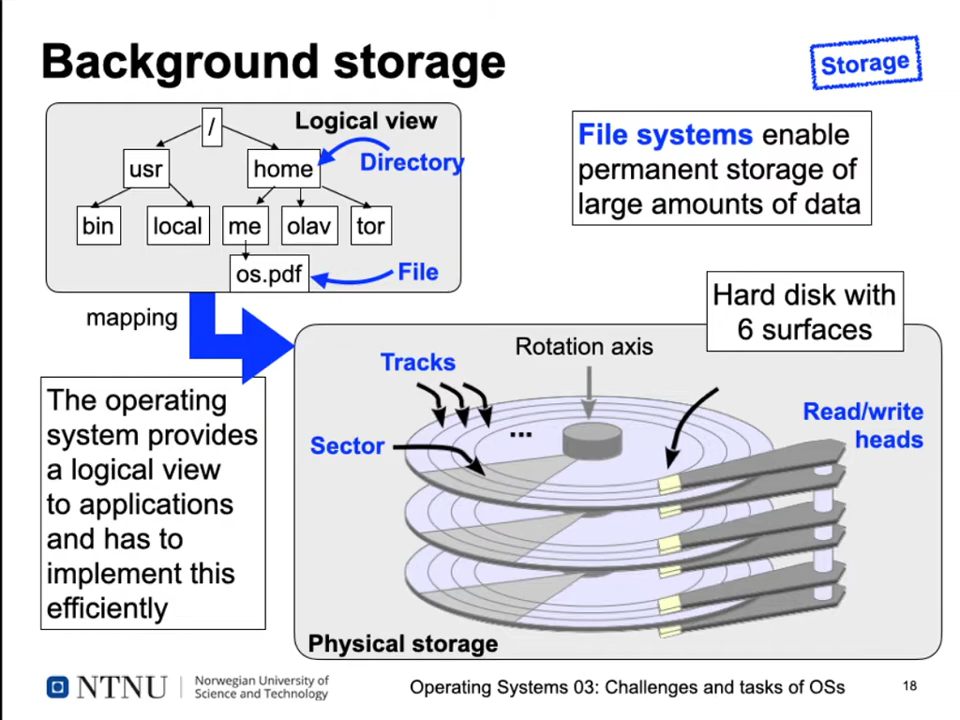 Background storage
Storage
/
Logical view
usr
home
Directory
bin
local
me
olav
tor
os.pdf
File
File systems enable
permanent storage of
large amounts of data
mapping
Hard disk with
6 surfaces
The operating
system provides
a logical view
to applications
and has to
implement this
efficiently
Rotation axis
Tracks
...
Sector
Read/write
heads
Physical storage
NTNU
Norwegian University of
Science and Technology
Operating Systems 03: Challenges and tasks of OSs
18